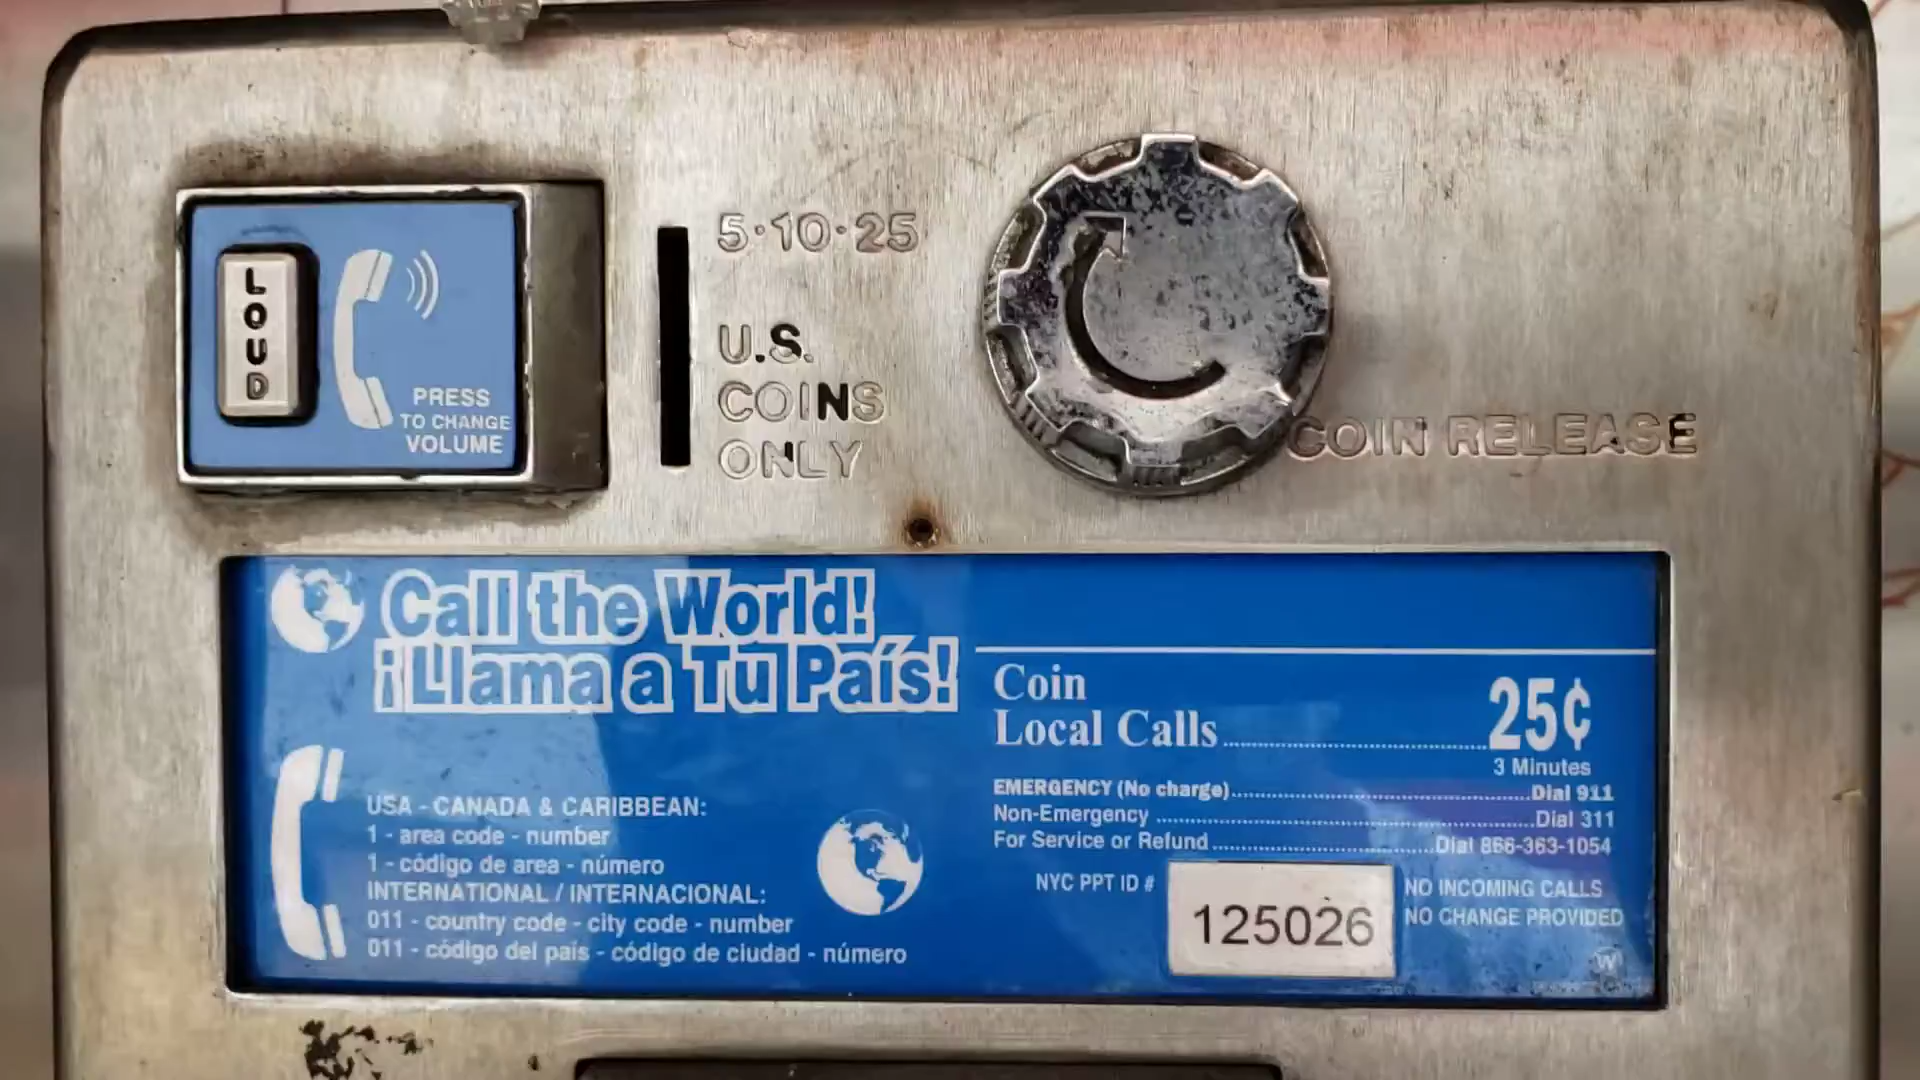 LOUD
PRESS
TO CHANGE
VOLUME
5·10·25
U.S.
COINS
ONLY
COIN RELEASE
Call the World!
¡Llama a Tu País!
USA - CANADA & CARIBBEAN:
1 - area code - number
1 - código de area - número
INTERNATIONAL / INTERNACIONAL:
011 - country code - city code - number
011 - código del país - código de ciudad - número
Coin
Local Calls 25¢
3 Minutes
EMERGENCY (No charge) Dial 911
Non-Emergency Dial 311
For Service or Refund Dial 866-363-1054
NYC PPT ID # 125026
NO INCOMING CALLS
NO CHANGE PROVIDED
W